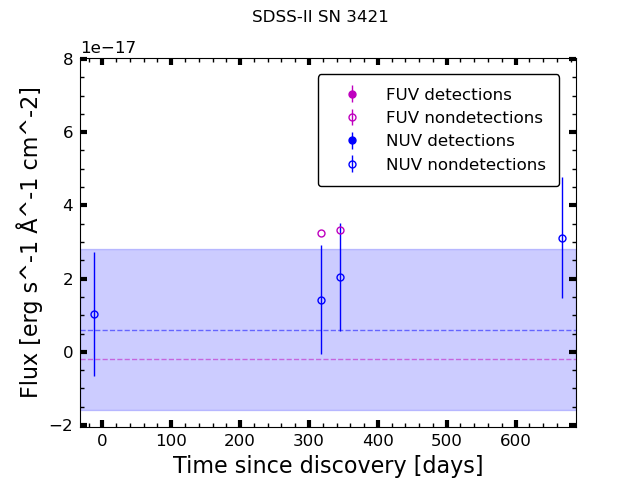 SDSS-II SN 3421
1e−17
8
6
4
2
0
−2
FUV detections
FUV nondetections
NUV detections
NUV nondetections
0 100 200 300 400 500 600
Time since discovery [days]
Flux [erg s^-1 Å^-1 cm^-2]